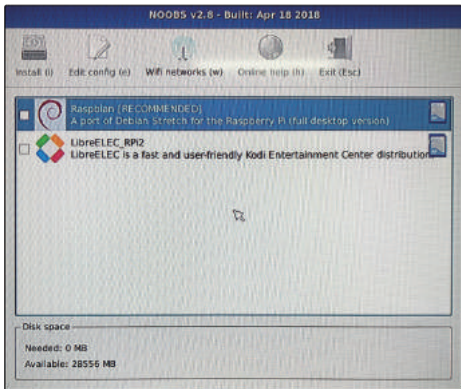 NOOBS v2.8 - Built: Apr 18 2018
Install (i) Edit config (e) Wifi networks (w) Online help (h) Exit (Esc)
Raspbian [RECOMMENDED]
A port of Debian Stretch for the Raspberry Pi (full desktop version)
LibreELEC_RPi2
LibreELEC is a fast and user-friendly Kodi Entertainment Center distribution
Disk space
Needed: 0 MB
Available: 28556 MB